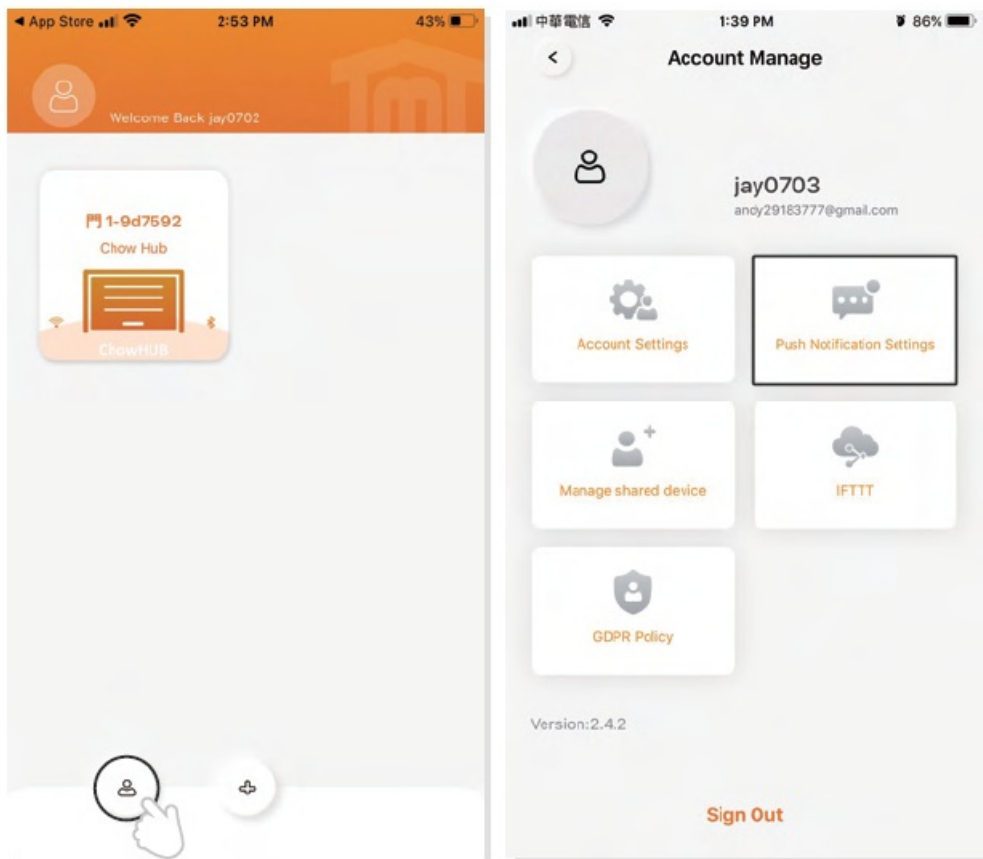 App Store
2:53 PM
43%
Welcome Back jay0702
門 1-9d7592
Chow Hub
ChowHUB
中華電信
1:39 PM
86%
Account Manage
jay0703
andy29183777@gmail.com
Account Settings
Push Notification Settings
Manage shared device
IFTTT
GDPR Policy
Version:2.4.2
Sign Out